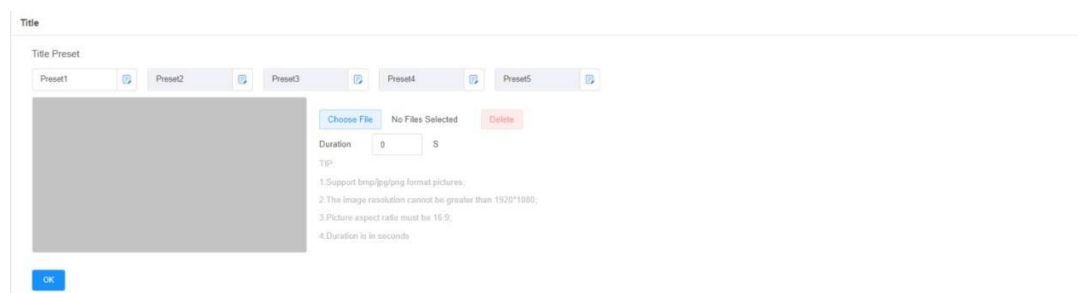 Title
Title Preset
Preset1 Preset2 Preset3 Preset4 Preset5
Choose File No Files Selected Delete
Duration 0 S
TIP:
1.Support bmp/jpg/png format pictures;
2.The image resolution cannot be greater than 1920*1080;
3.Picture aspect ratio must be 16:9;
4.Duration is in seconds
OK